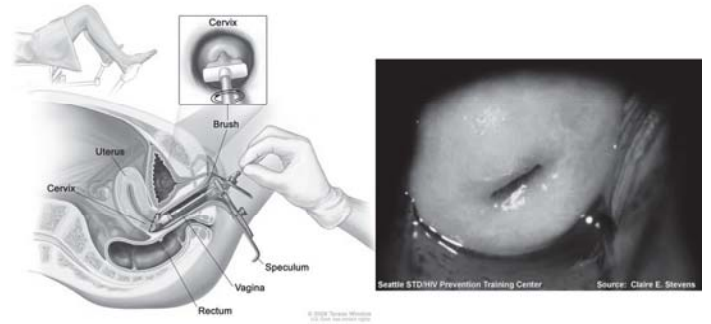 Cervix
Brush
Uterus
Cervix
Speculum
Vagina
Rectum
Seattle STD/HIV Prevention Training Center Source: Claire E. Stevens